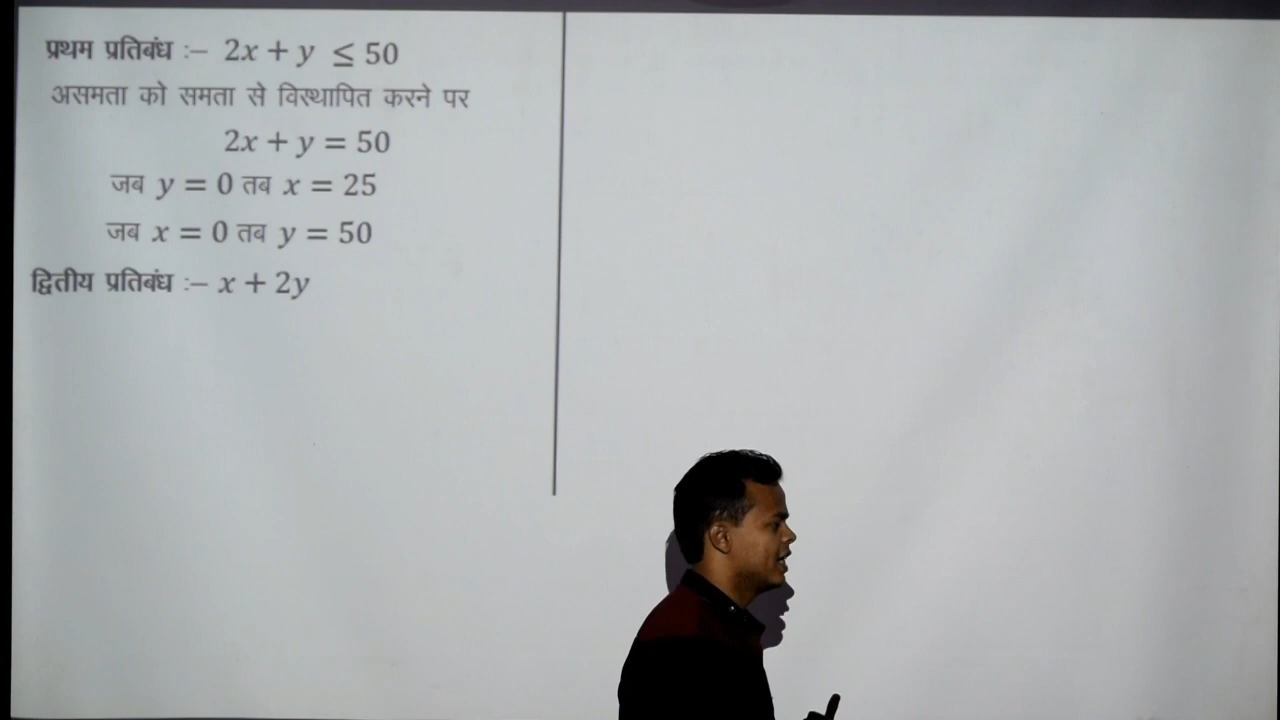 प्रथम प्रतिबंध :– 2x + y ≤ 50
असमता को समता से विस्थापित करने पर
2x + y = 50
जब y = 0 तब x = 25
जब x = 0 तब y = 50
द्वितीय प्रतिबंध :– x + 2y